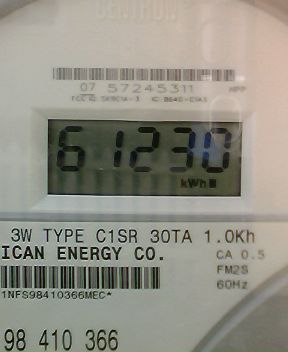 CENTRON
07 57245311
61230
kWh
3W TYPE C1SR 30TA 1.0Kh
ICAN ENERGY CO.
CA 0.5
FM2S
60Hz
1NFS98410366MEC*
98 410 366